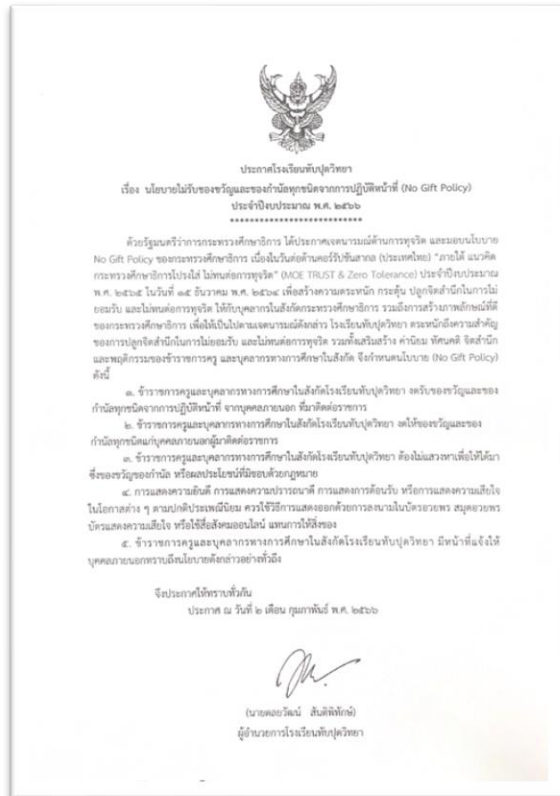 ประกาศโรงเรียนทับปุดวิทยา
เรื่อง นโยบายไม่รับของขวัญและของกำนัลทุกชนิดจากการปฏิบัติหน้าที่ (No Gift Policy)
ประจำปีงบประมาณ พ.ศ. ๒๕๖๖
***************************
ด้วยรัฐมนตรีว่าการกระทรวงศึกษาธิการ ได้ประกาศเจตนารมณ์ด้านการทุจริต และมอบนโยบาย
No Gift Policy ของกระทรวงศึกษาธิการ เนื่องในวันต่อต้านคอร์รัปชันสากล (ประเทศไทย) "ภายใต้ แนวคิด
กระทรวงศึกษาธิการโปร่งใส ไม่ทนต่อการทุจริต" (MOE TRUST & Zero Tolerance) ประจำปีงบประมาณ
พ.ศ. ๒๕๖๕ ในวันที่ ๑๕ ธันวาคม พ.ศ. ๒๕๖๔ เพื่อสร้างความตระหนัก กระตุ้น ปลูกจิตสำนึกในการไม่
ยอมรับ และไม่ทนต่อการทุจริต ให้กับบุคลากรในสังกัดกระทรวงศึกษาธิการ รวมถึงการสร้างภาพลักษณ์ที่ดี
ของกระทรวงศึกษาธิการ เพื่อให้เป็นไปตามเจตนารมณ์ดังกล่าว โรงเรียนทับปุดวิทยา ตระหนักถึงความสำคัญ
ของการปลูกจิตสำนึกในการไม่ยอมรับ และไม่ทนต่อการทุจริต รวมทั้งเสริมสร้าง ค่านิยม ทัศนคติ จิตสำนึก
และพฤติกรรมของข้าราชการครู และบุคลากรทางการศึกษาในสังกัด จึงกำหนดนโยบาย (No Gift Policy)
ดังนี้
๑. ข้าราชการครูและบุคลากรทางการศึกษาในสังกัดโรงเรียนทับปุดวิทยา งดรับของขวัญและของ
กำนัลทุกชนิดจากการปฏิบัติหน้าที่ จากบุคคลภายนอก ที่มาติดต่อราชการ
๒. ข้าราชการครูและบุคลากรทางการศึกษาในสังกัดโรงเรียนทับปุดวิทยา งดให้ของขวัญและของ
กำนัลทุกชนิดแก่บุคคลภายนอกผู้มาติดต่อราชการ
๓. ข้าราชการครูและบุคลากรทางการศึกษาในสังกัดโรงเรียนทับปุดวิทยา ต้องไม่แสวงหาเพื่อให้ได้มา
ซึ่งของขวัญของกำนัล หรือผลประโยชน์ที่มิชอบด้วยกฎหมาย
๔. การแสดงความยินดี การแสดงความปรารถนาดี การแสดงการต้อนรับ หรือการแสดงความเสียใจ
ในโอกาสต่าง ๆ ตามปกติประเพณีนิยม ควรใช้วิธีการแสดงออกด้วยการลงนามในบัตรอวยพร สมุดอวยพร
บัตรแสดงความเสียใจ หรือใช้สื่อสังคมออนไลน์ แทนการให้สิ่งของ
๕. ข้าราชการครูและบุคลากรทางการศึกษาในสังกัดโรงเรียนทับปุดวิทยา มีหน้าที่แจ้งให้
บุคคลภายนอกทราบถึงนโยบายดังกล่าวอย่างทั่วถึง
จึงประกาศให้ทราบทั่วกัน
ประกาศ ณ วันที่ ๒ เดือน กุมภาพันธ์ พ.ศ. ๒๕๖๖
(นายดลยวัฒน์ สันติพิทักษ์)
ผู้อำนวยการโรงเรียนทับปุดวิทยา